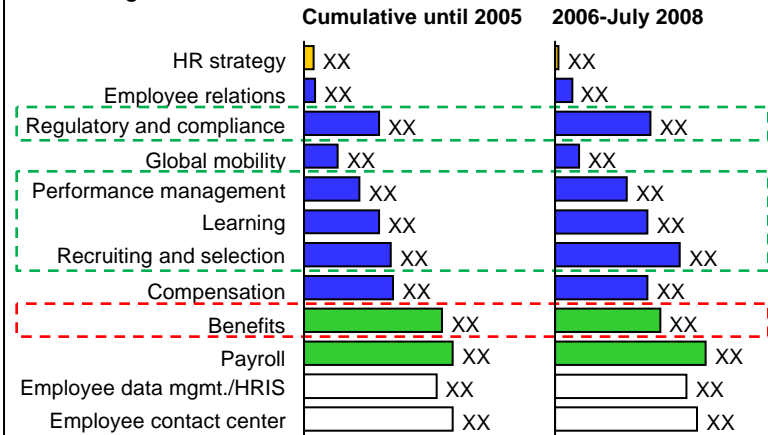 Cumulative until 2005 2006-July 2008
HR strategy XX XX
Employee relations XX XX
Regulatory and compliance XX XX
Global mobility XX XX
Performance management XX XX
Learning XX XX
Recruiting and selection XX XX
Compensation XX XX
Benefits XX XX
Payroll XX XX
Employee data mgmt./HRIS XX XX
Employee contact center XX XX